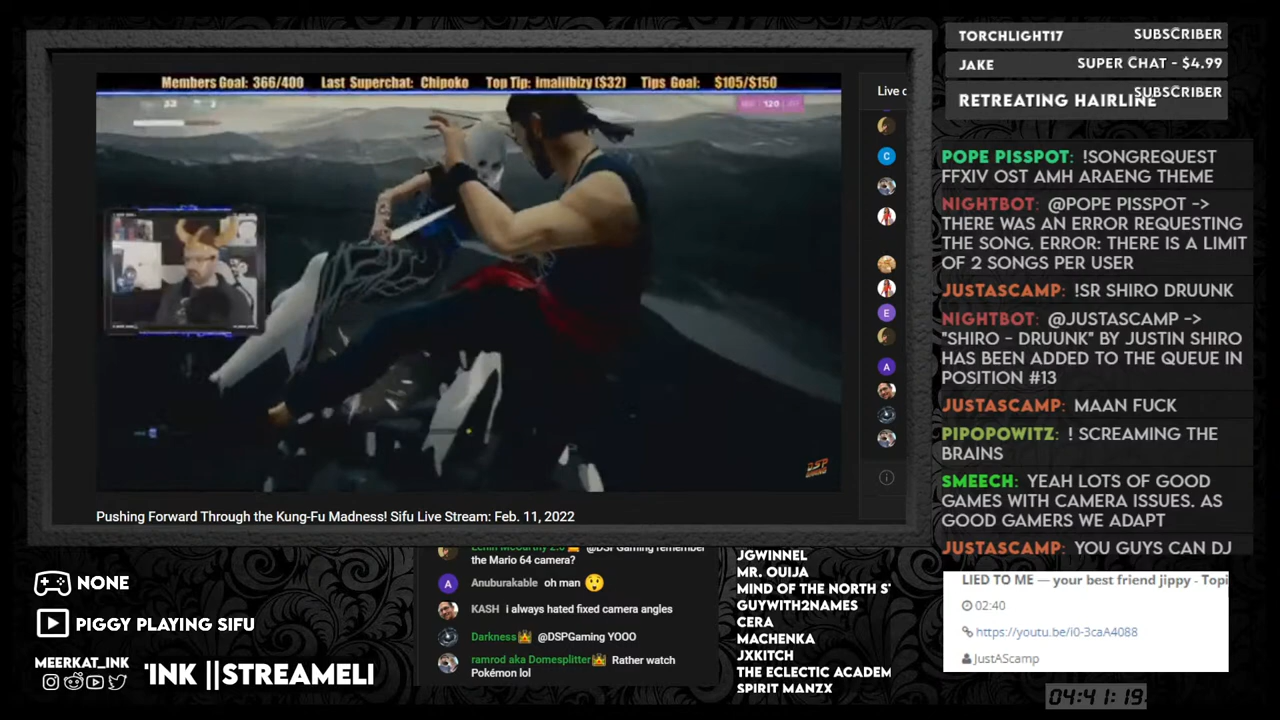 Members Goal: 366/400 Last Superchat: Chipoko Top Tip: imalilbizy ($32) Tips Goal: $105/$150
120
Live c
C
E
A
DSP
Pushing Forward Through the Kung-Fu Madness! Sifu Live Stream: Feb. 11, 2022
TORCHLIGHT17 SUBSCRIBER
JAKE SUPER CHAT - $4.99
RETREATING HAIRLINE SUBSCRIBER
POPE PISSPOT: !SONGREQUEST
FFXIV OST AMH ARAENG THEME
NIGHTBOT: @POPE PISSPOT ->
THERE WAS AN ERROR REQUESTING
THE SONG. ERROR: THERE IS A LIMIT
OF 2 SONGS PER USER
JUSTASCAMP: !SR SHIRO DRUUNK
NIGHTBOT: @JUSTASCAMP ->
"SHIRO - DRUUNK" BY JUSTIN SHIRO
HAS BEEN ADDED TO THE QUEUE IN
POSITION #13
JUSTASCAMP: MAAN FUCK
PIPOPOWITZ: ! SCREAMING THE
BRAINS
SMEECH: YEAH LOTS OF GOOD
GAMES WITH CAMERA ISSUES. AS
GOOD GAMERS WE ADAPT
JUSTASCAMP: YOU GUYS CAN DJ
NONE
PIGGY PLAYING SIFU
MEERKAT_INK
'INK ||STREAMELI
Lenin McCarthy 2.0 @DSPGaming remember
the Mario 64 camera?
A Anuburakable oh man
KASH i always hated fixed camera angles
Darkness @DSPGaming YOOO
ramrod aka Domesplitter Rather watch
Pokémon lol
JGWINNEL
MR. OUIJA
MIND OF THE NORTH S
GUYWITH2NAMES
CERA
MACHENKA
JXKITCH
THE ECLECTIC ACADEM
SPIRIT MANZX
LIED TO ME — your best friend jippy - Topi
02:40
https://youtu.be/i0-3caA4088
JustAScamp
04:41:19